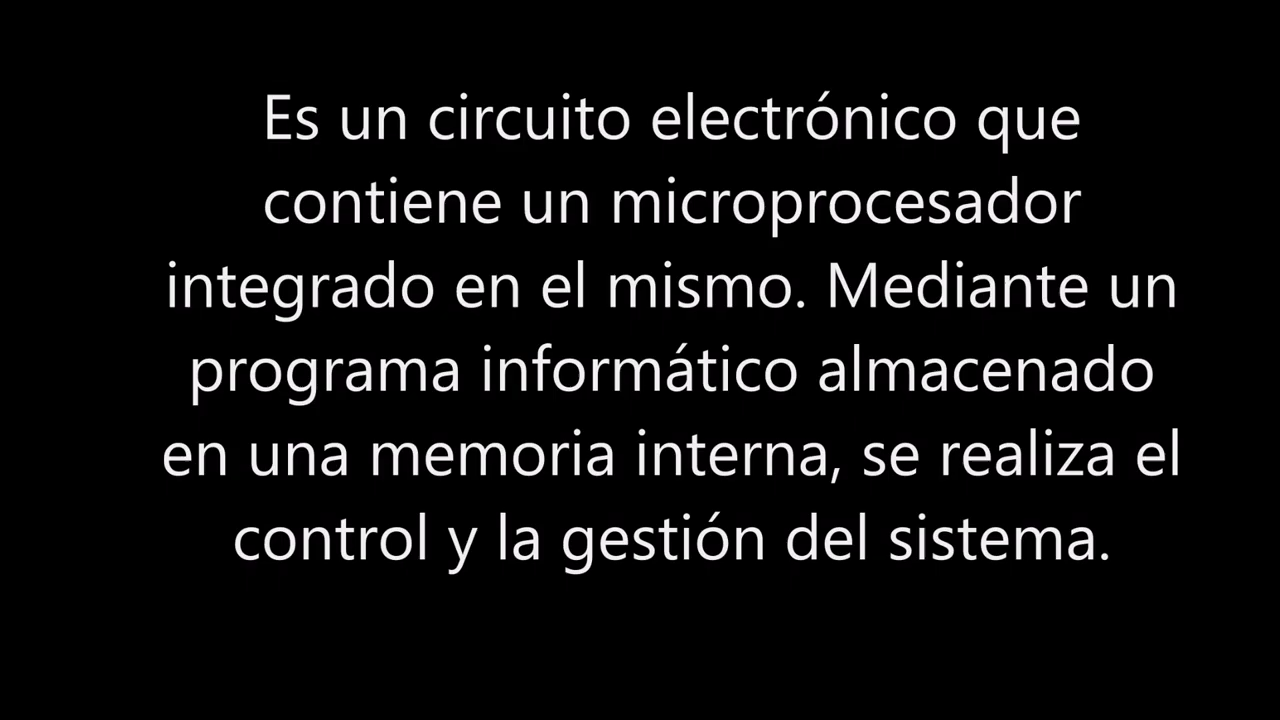 Es un circuito electrónico que
contiene un microprocesador
integrado en el mismo. Mediante un
programa informático almacenado
en una memoria interna, se realiza el
control y la gestión del sistema.